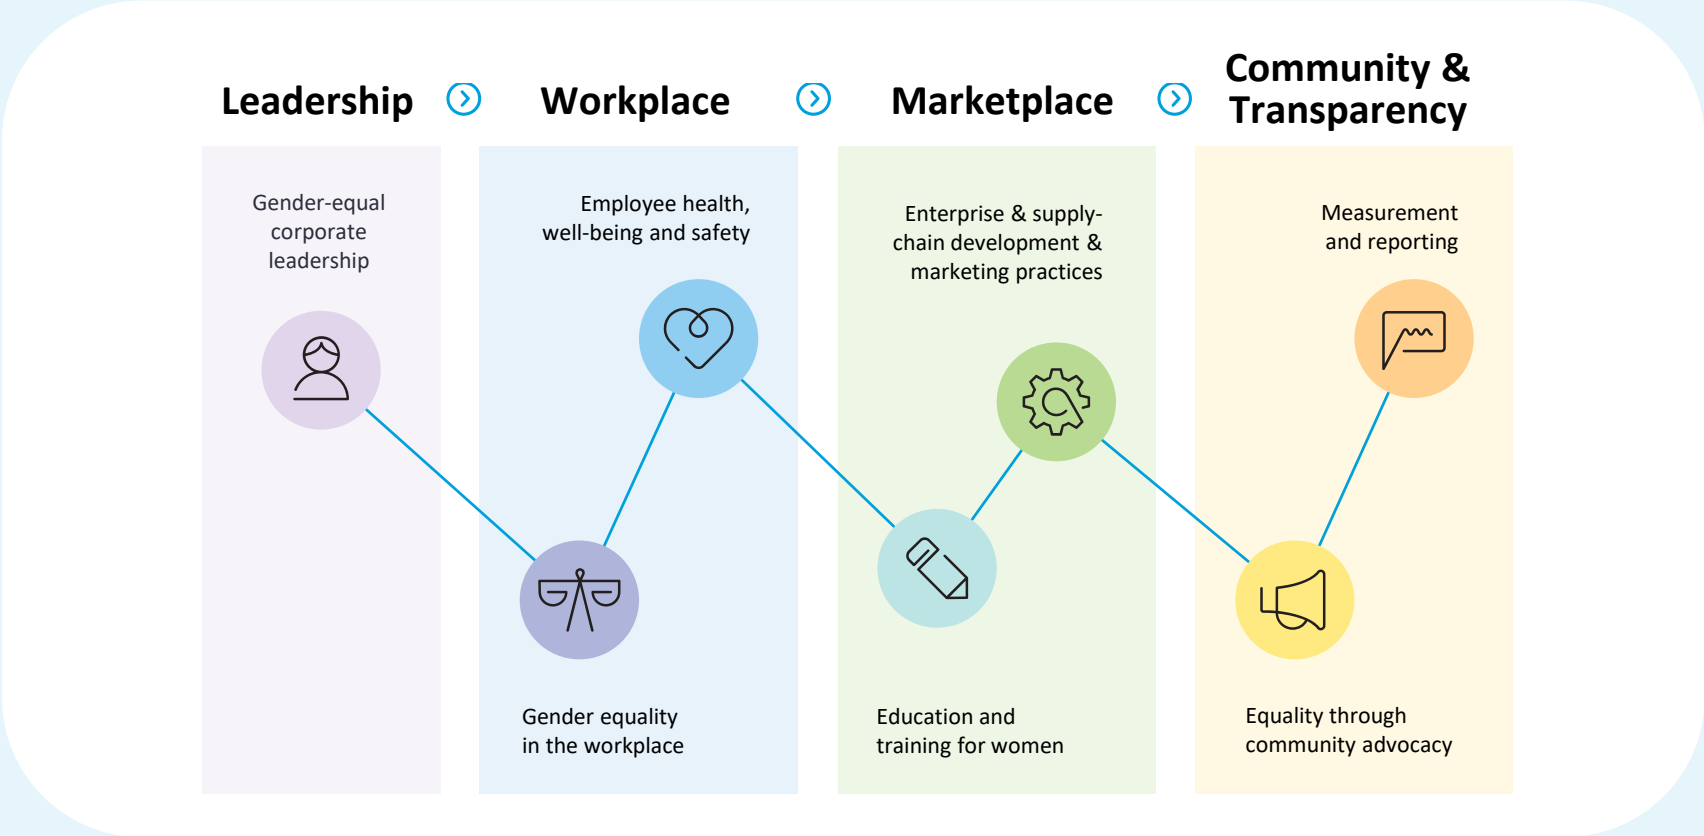 Leadership
Workplace
Marketplace
Community &
Transparency
Gender-equal
corporate
leadership
Employee health,
well-being and safety
Gender equality
in the workplace
Enterprise & supply-
chain development &
marketing practices
Education and
training for women
Measurement
and reporting
Equality through
community advocacy